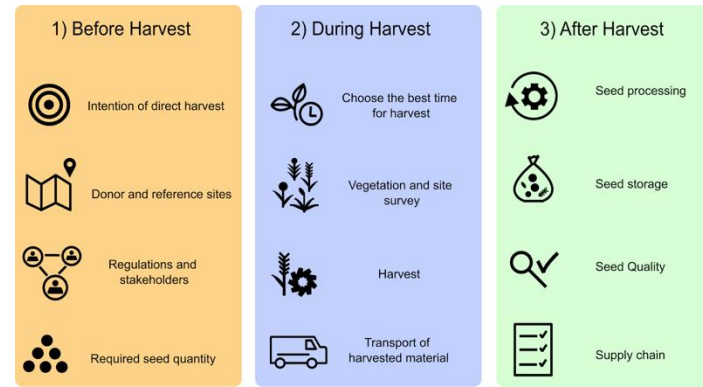 1) Before Harvest
Intention of direct harvest
Donor and reference sites
Regulations and
stakeholders
Required seed quantity
2) During Harvest
Choose the best time
for harvest
Vegetation and site
survey
Harvest
Transport of
harvested material
3) After Harvest
Seed processing
Seed storage
Seed Quality
Supply chain